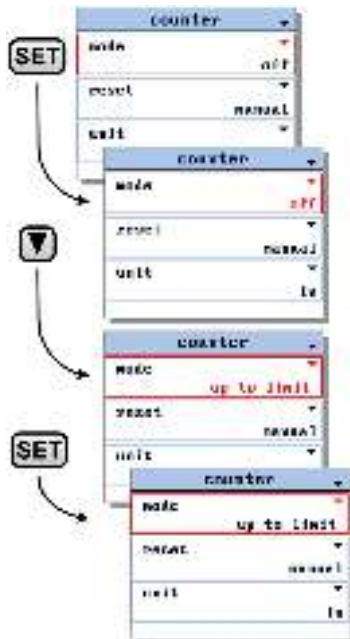 counter
SET
mode
off
reset
manual
unit
counter
mode
off
reset
manual
unit
1s
counter
mode
up to limit
reset
manual
SET
unit
counter
mode
up to limit
reset
manual
unit
1s